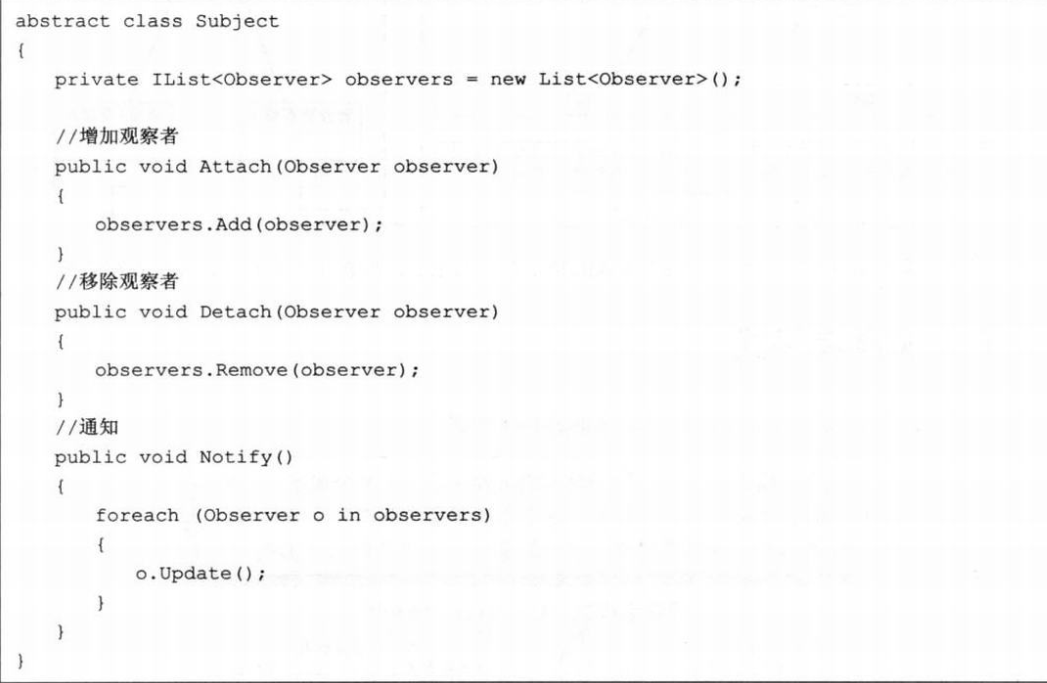 abstract class Subject
{
private IList<Observer> observers = new List<Observer>();
//增加观察者
public void Attach(Observer observer)
{
observers.Add(observer);
}
//移除观察者
public void Detach(Observer observer)
{
observers.Remove(observer);
}
//通知
public void Notify()
{
foreach (Observer o in observers)
{
o.Update();
}
}
}